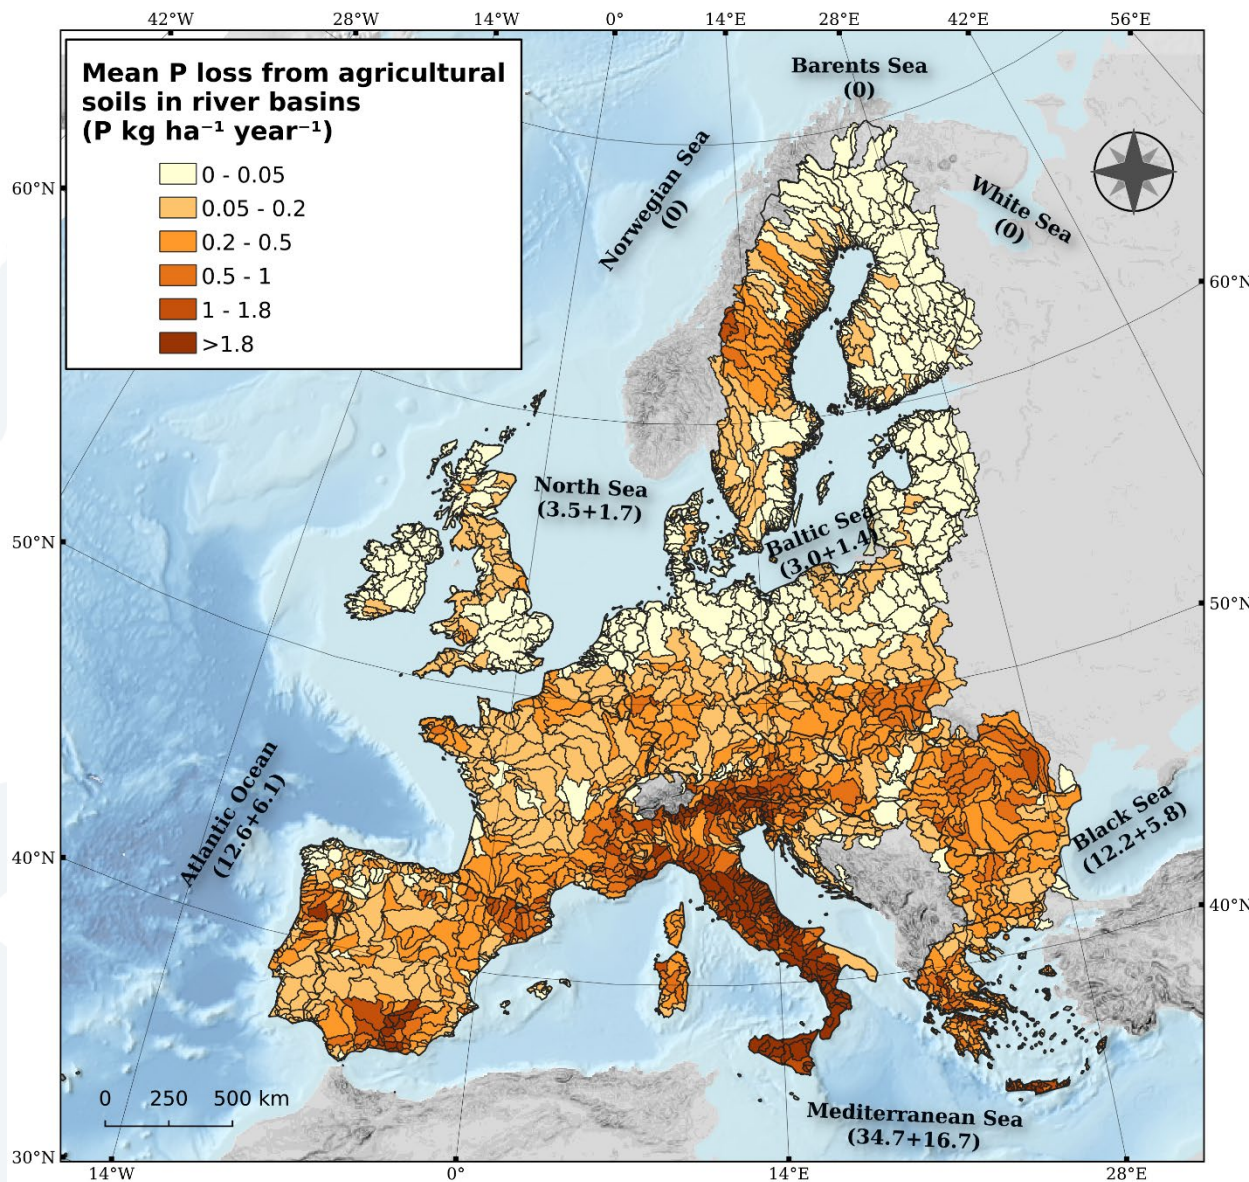 42°W 28°W 14°W 0° 14°E 28°E 42°E 56°E
Mean P loss from agricultural
soils in river basins
(P kg ha⁻¹ year⁻¹)
0 - 0.05
0.05 - 0.2
0.2 - 0.5
0.5 - 1
1 - 1.8
>1.8
Barents Sea
(0)
Norwegian Sea
(0)
White Sea
(0)
60°N
60°N
North Sea
(3.5+1.7)
Baltic Sea
(3.0+1.4)
50°N
50°N
Atlantic Ocean
(12.6+6.1)
Black Sea
(12.2+5.8)
40°N
40°N
0 250 500 km
Mediterranean Sea
(34.7+16.7)
30°N
14°W 0° 14°E 28°E